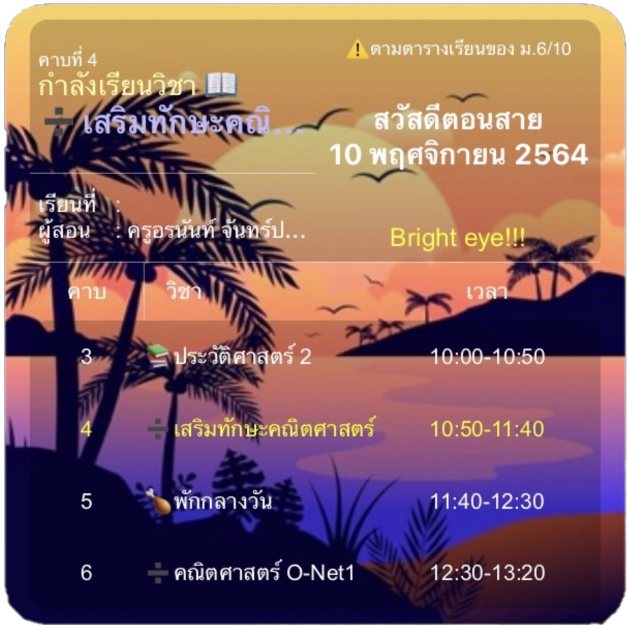 คาบที่ 4
กำลังเรียนวิชา 📖
➗ เสริมทักษะคณิ...
⚠️ตามตารางเรียนของ ม.6/10
สวัสดีตอนสาย
10 พฤศจิกายน 2564
เรียนที่ :
ผู้สอน : ครูอรนันท์ จันทร์ป...
Bright eye!!!
คาบ วิชา เวลา
3 📚ประวัติศาสตร์ 2 10:00-10:50
4 ➗เสริมทักษะคณิตศาสตร์ 10:50-11:40
5 🍗พักกลางวัน 11:40-12:30
6 ➗คณิตศาสตร์ O-Net1 12:30-13:20